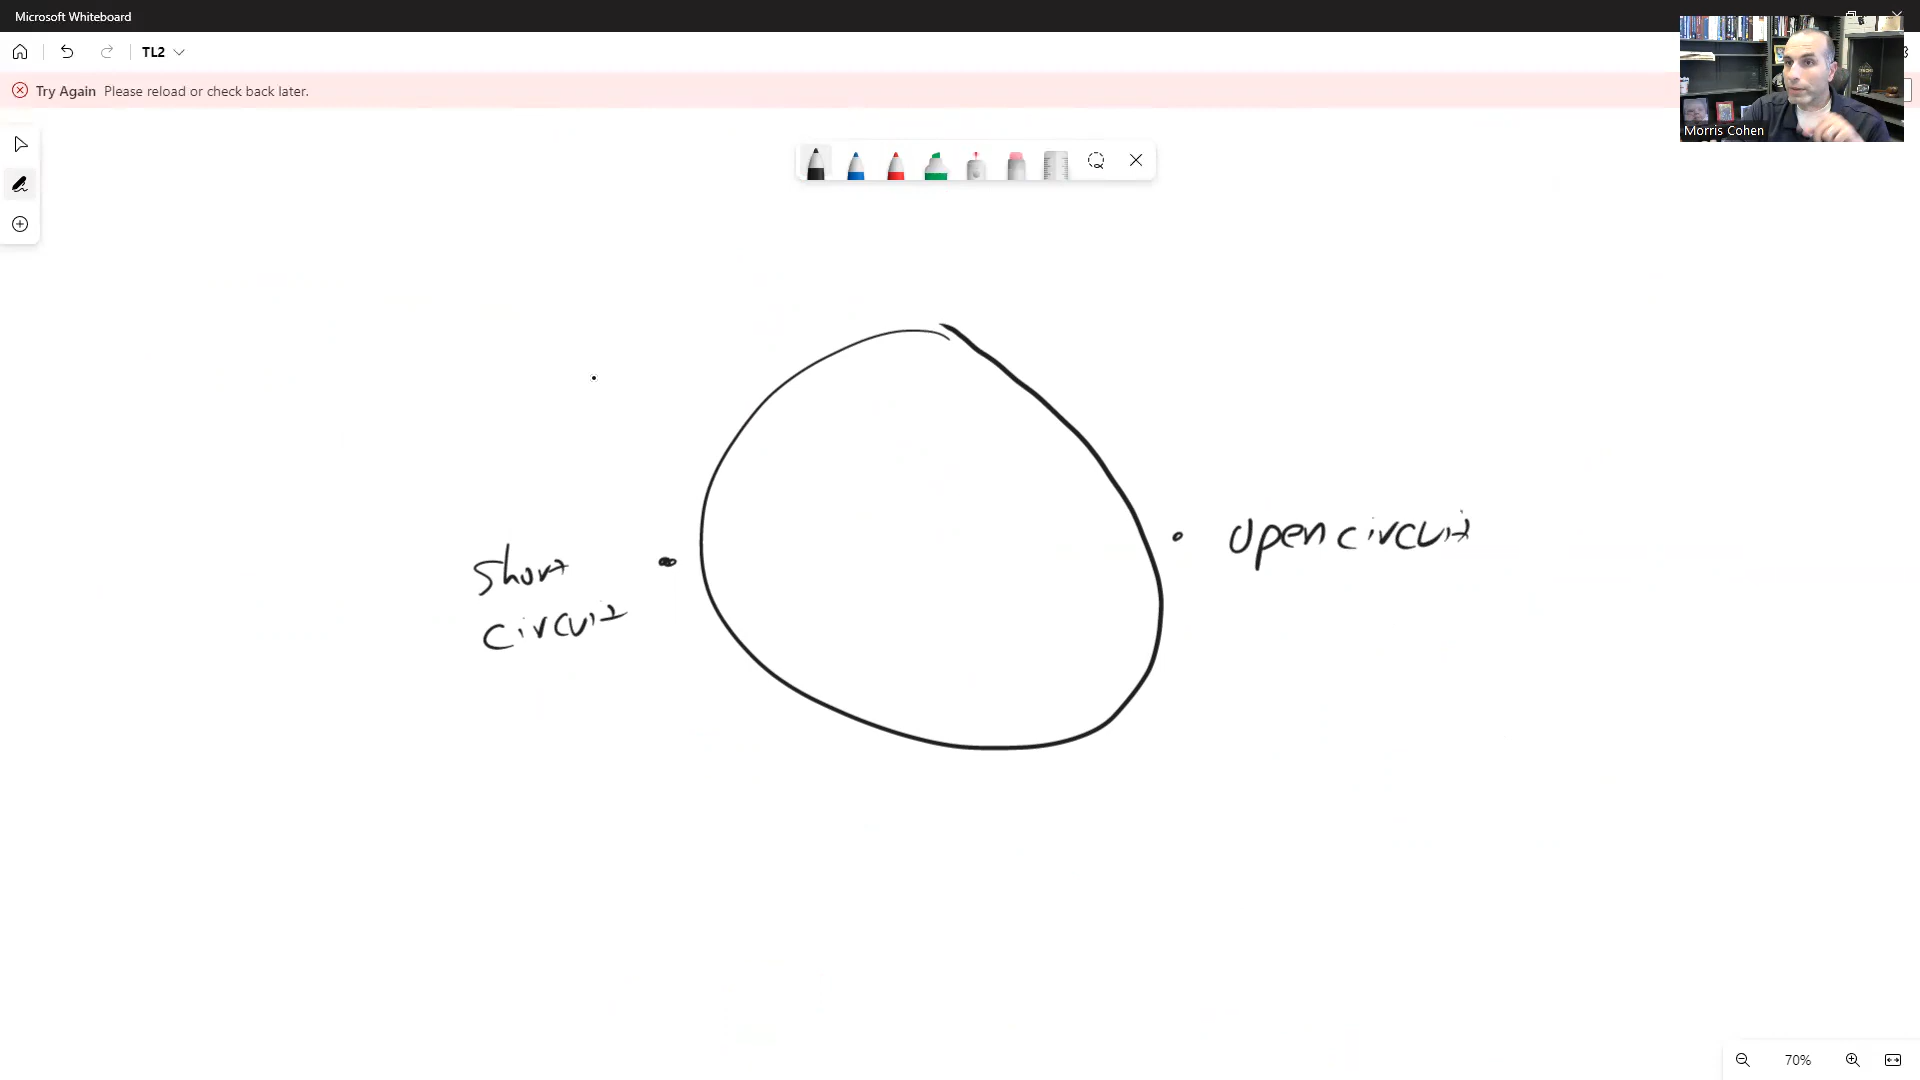 Microsoft Whiteboard
TL2
Try Again Please reload or check back later.
Morris Cohen
open circuit
short
circuit
70%